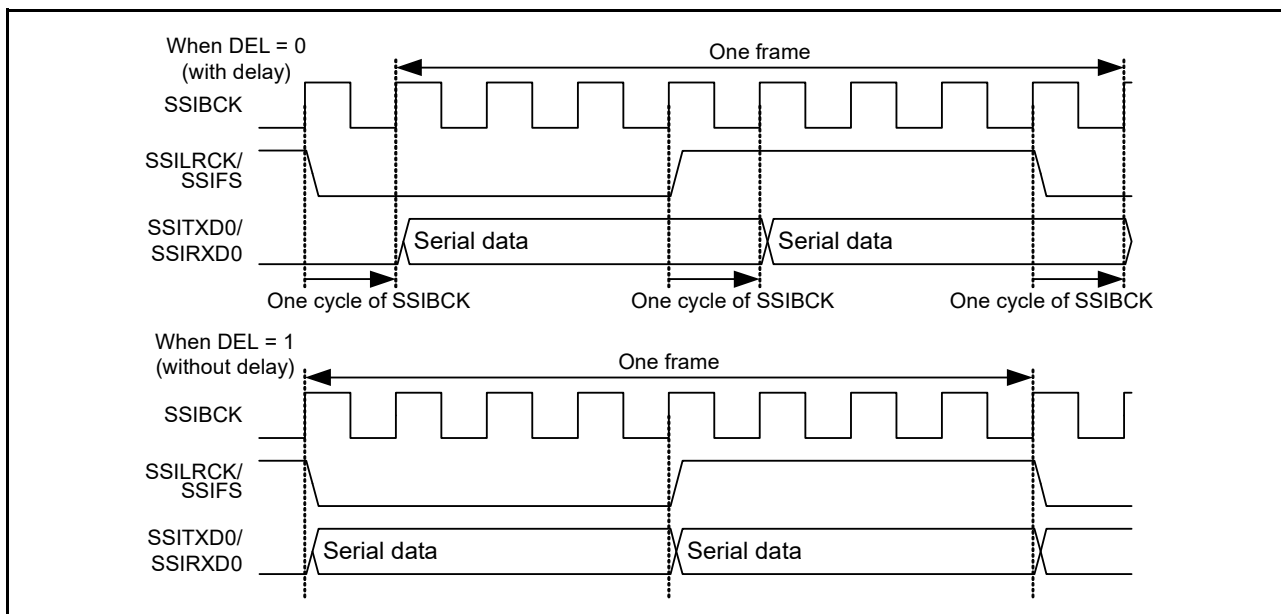 When DEL = 0
(with delay)
One frame
SSIBCK
SSILRCK/
SSIFS
SSITXD0/
SSIRXD0
Serial data
Serial data
One cycle of SSIBCK
One cycle of SSIBCK
One cycle of SSIBCK
When DEL = 1
(without delay)
One frame
SSIBCK
SSILRCK/
SSIFS
SSITXD0/
SSIRXD0
Serial data
Serial data